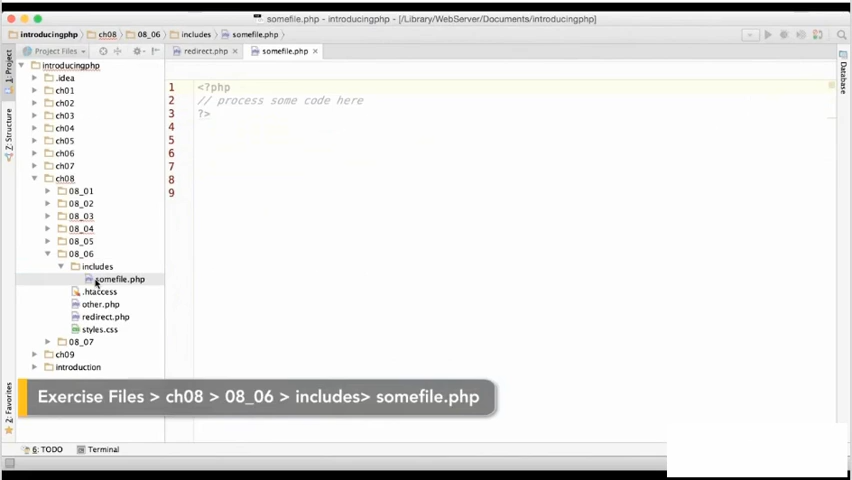 somefile.php - introducingphp - [/Library/WebServer/Documents/introducingphp]
introducingphp
ch08
08_06
includes
somefile.php
Project Files
redirect.php
somefile.php
1: Project
Z: Structure
2: Favorites
Database
introducingphp
.idea
ch01
ch02
ch03
ch04
ch05
ch06
ch07
ch08
08_01
08_02
08_03
08_04
08_05
08_06
includes
somefile.php
.htaccess
other.php
redirect.php
styles.css
08_07
ch09
introduction
1 <?php
2 // process some code here
3 ?>
4
5
6
7
8
9
Exercise Files > ch08 > 08_06 > includes> somefile.php
6: TODO
Terminal